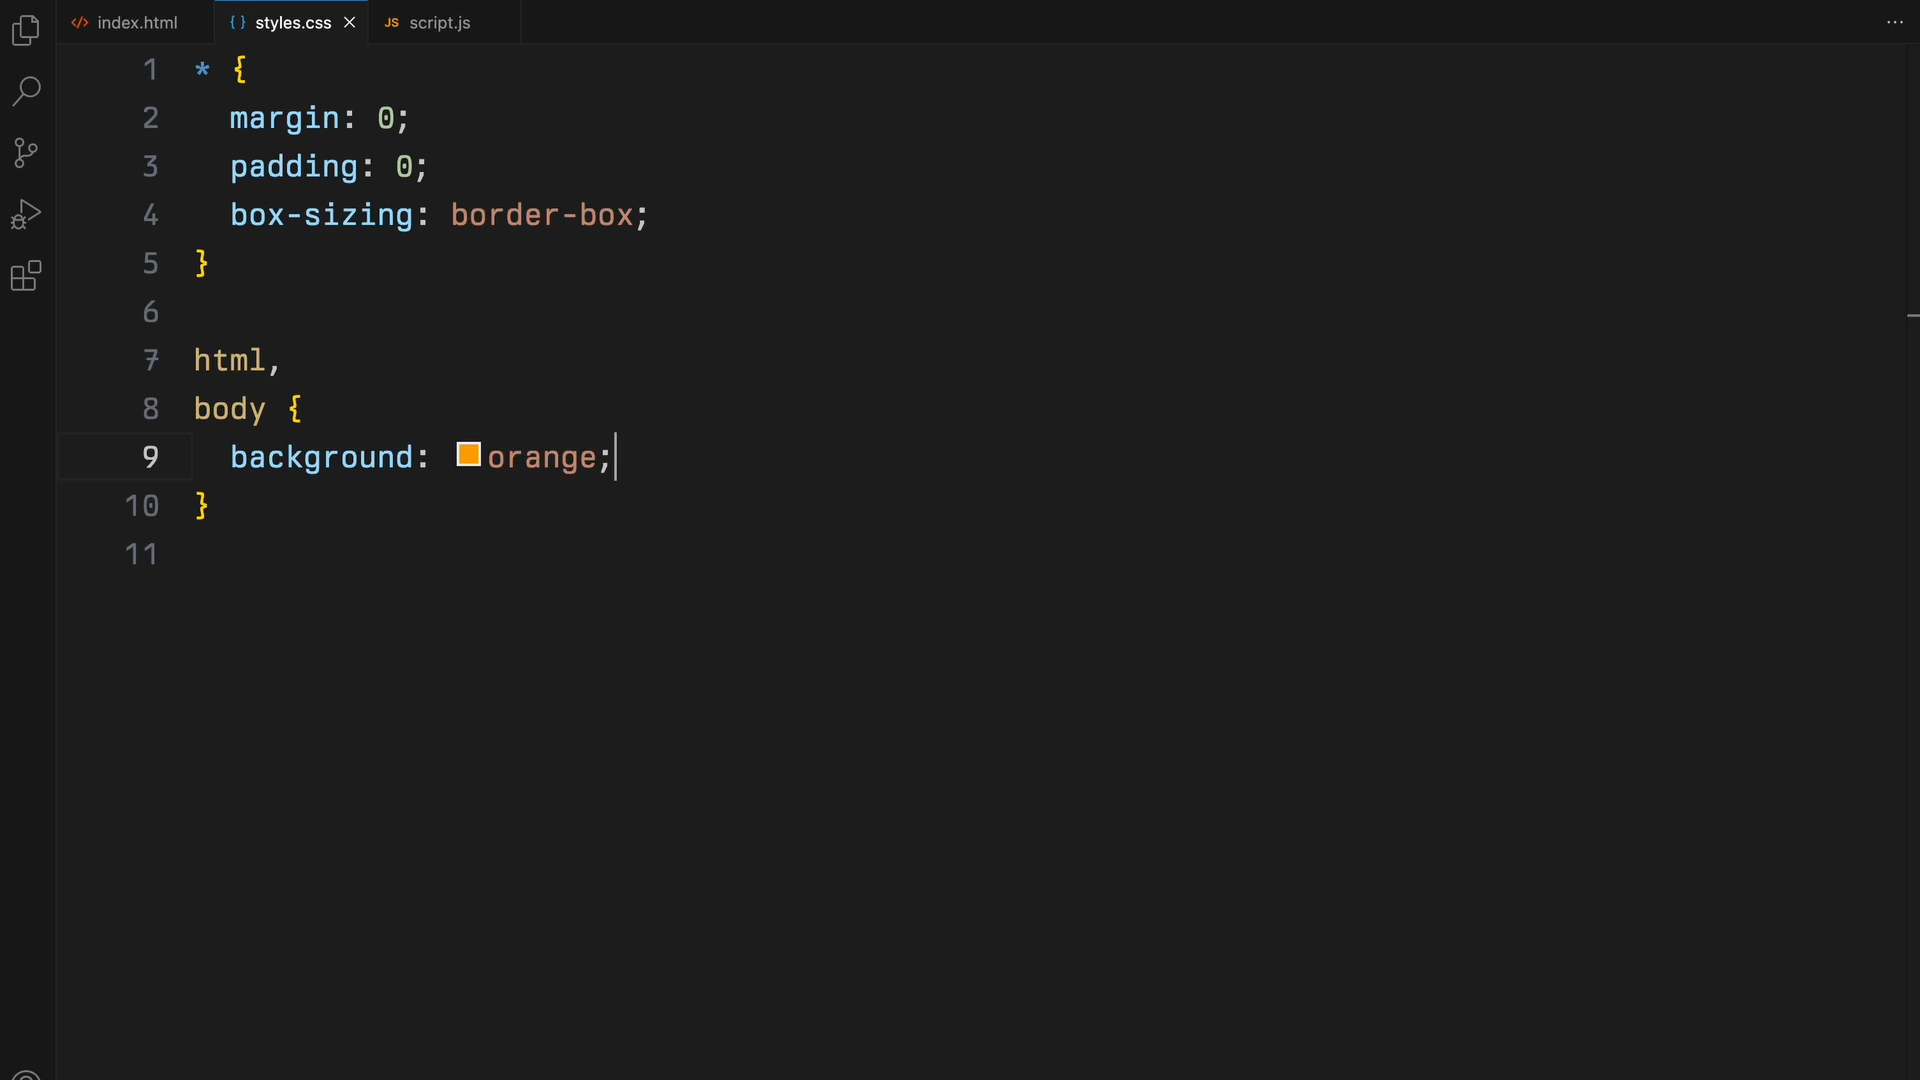 index.html
{ } styles.css
JS script.js
1 * {
2   margin: 0;
3   padding: 0;
4   box-sizing: border-box;
5 }
6
7 html,
8 body {
9   background: orange;
10 }
11